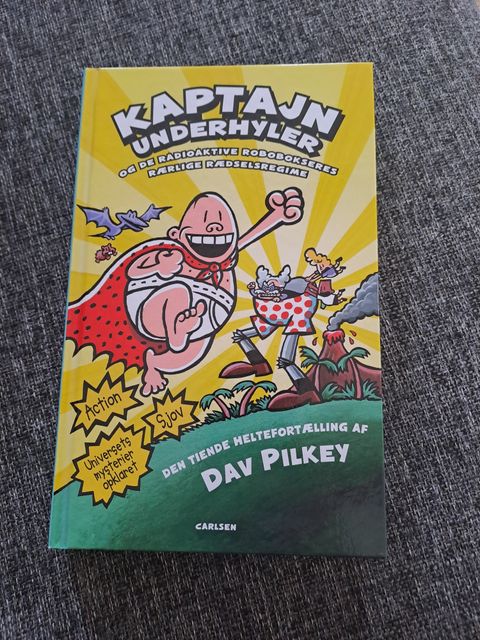 KAPTAJN
UNDERHYLER
OG DE RADIOAKTIVE ROBOBOKSERES
RÆRLIGE RÆDSELSREGIME
Action
Sjov
Universets
mysterier
opklaret
DEN TIENDE HELTEFORTÆLLING AF
DAV PILKEY
CARLSEN